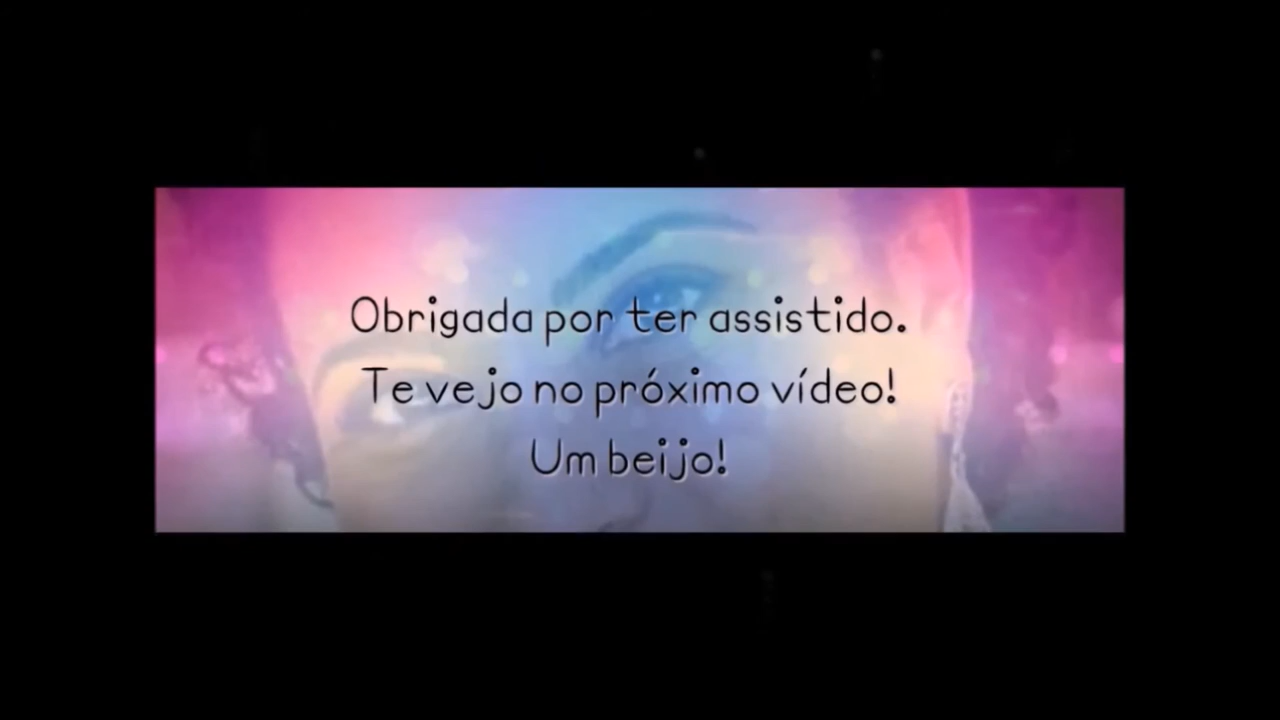 Obrigada por ter assistido.
Te vejo no próximo vídeo!
Um beijo!